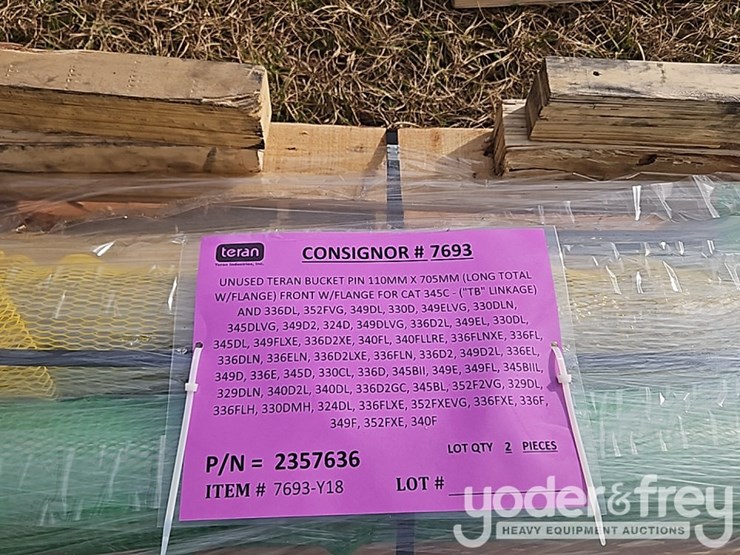 teran
Teran Industries, Inc.
CONSIGNOR # 7693
UNUSED TERAN BUCKET PIN 110MM X 705MM (LONG TOTAL
W/FLANGE) FRONT W/FLANGE FOR CAT 345C - ("TB" LINKAGE)
AND 336DL, 352FVG, 349DL, 330D, 349ELVG, 330DLN,
345DLVG, 349D2, 324D, 349DLVG, 336D2L, 349EL, 330DL,
345DL, 349FLXE, 336D2XE, 340FL, 340FLLRE, 336FLNXE, 336FL,
336DLN, 336ELN, 336D2LXE, 336FLN, 336D2, 349D2L, 336EL,
349D, 336E, 345D, 330CL, 336D, 345BII, 349E, 349FL, 345BIIL,
329DLN, 340D2L, 340DL, 336D2GC, 345BL, 352F2VG, 329DL,
336FLH, 330DMH, 324DL, 336FLXE, 352FXEVG, 336FXE, 336F,
349F, 352FXE, 340F
LOT QTY 2 PIECES
P/N = 2357636
ITEM # 7693-Y18 LOT #
yoder&frey
HEAVY EQUIPMENT AUCTIONS